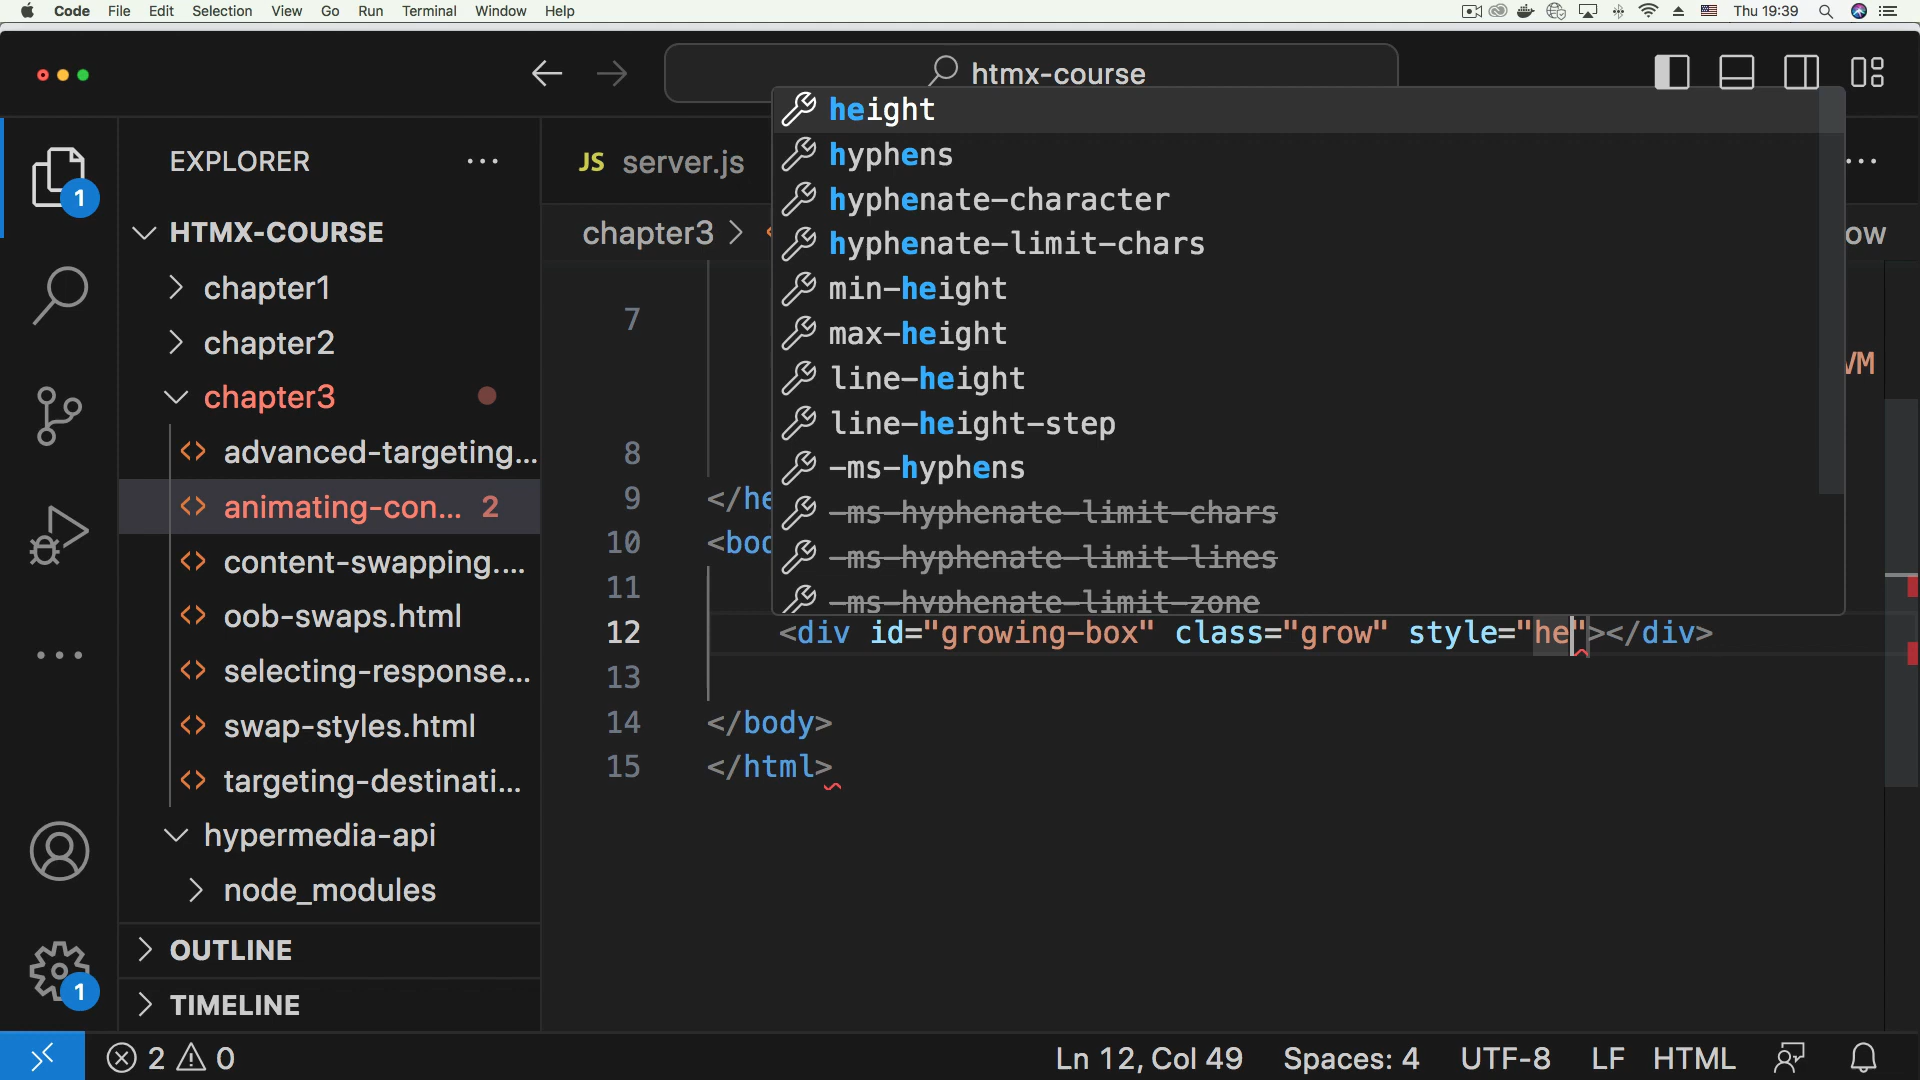 Code File Edit Selection View Go Run Terminal Window Help Thu 19:39
htmx-course
EXPLORER
1
HTMX-COURSE
chapter1
chapter2
chapter3
advanced-targeting...
animating-con... 2
content-swapping....
oob-swaps.html
selecting-response...
swap-styles.html
targeting-destinati...
hypermedia-api
node_modules
OUTLINE
TIMELINE
1
JS server.js
chapter3 >
ow
height
hyphens
hyphenate-character
hyphenate-limit-chars
min-height
max-height
line-height
line-height-step
-ms-hyphens
-ms-hyphenate-limit-chars
-ms-hyphenate-limit-lines
-ms-hyphenate-limit-zone
7
VM
8
9 </he
10 <bod
11
12 <div id="growing-box" class="grow" style="he"></div>
13
14 </body>
15 </html>
2 0 Ln 12, Col 49 Spaces: 4 UTF-8 LF HTML